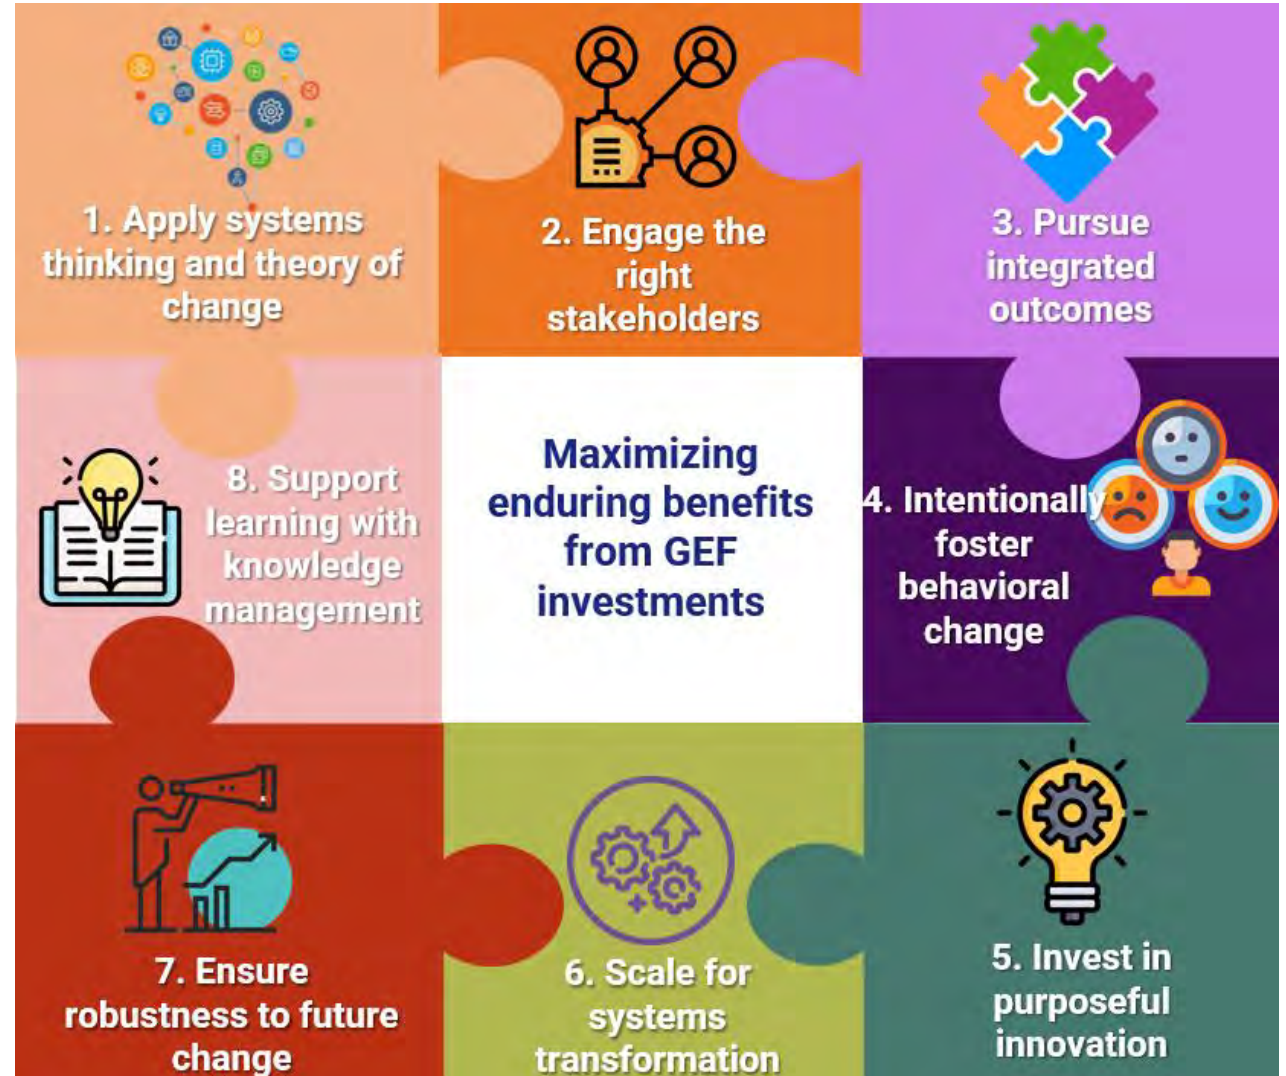 1. Apply systems
thinking and theory of
change
2. Engage the
right
stakeholders
3. Pursue
integrated
outcomes
8. Support
learning with
knowledge
management
Maximizing
enduring benefits
from GEF
investments
4. Intentionally
foster
behavioral
change
7. Ensure
robustness to future
change
6. Scale for
systems
transformation
5. Invest in
purposeful
innovation